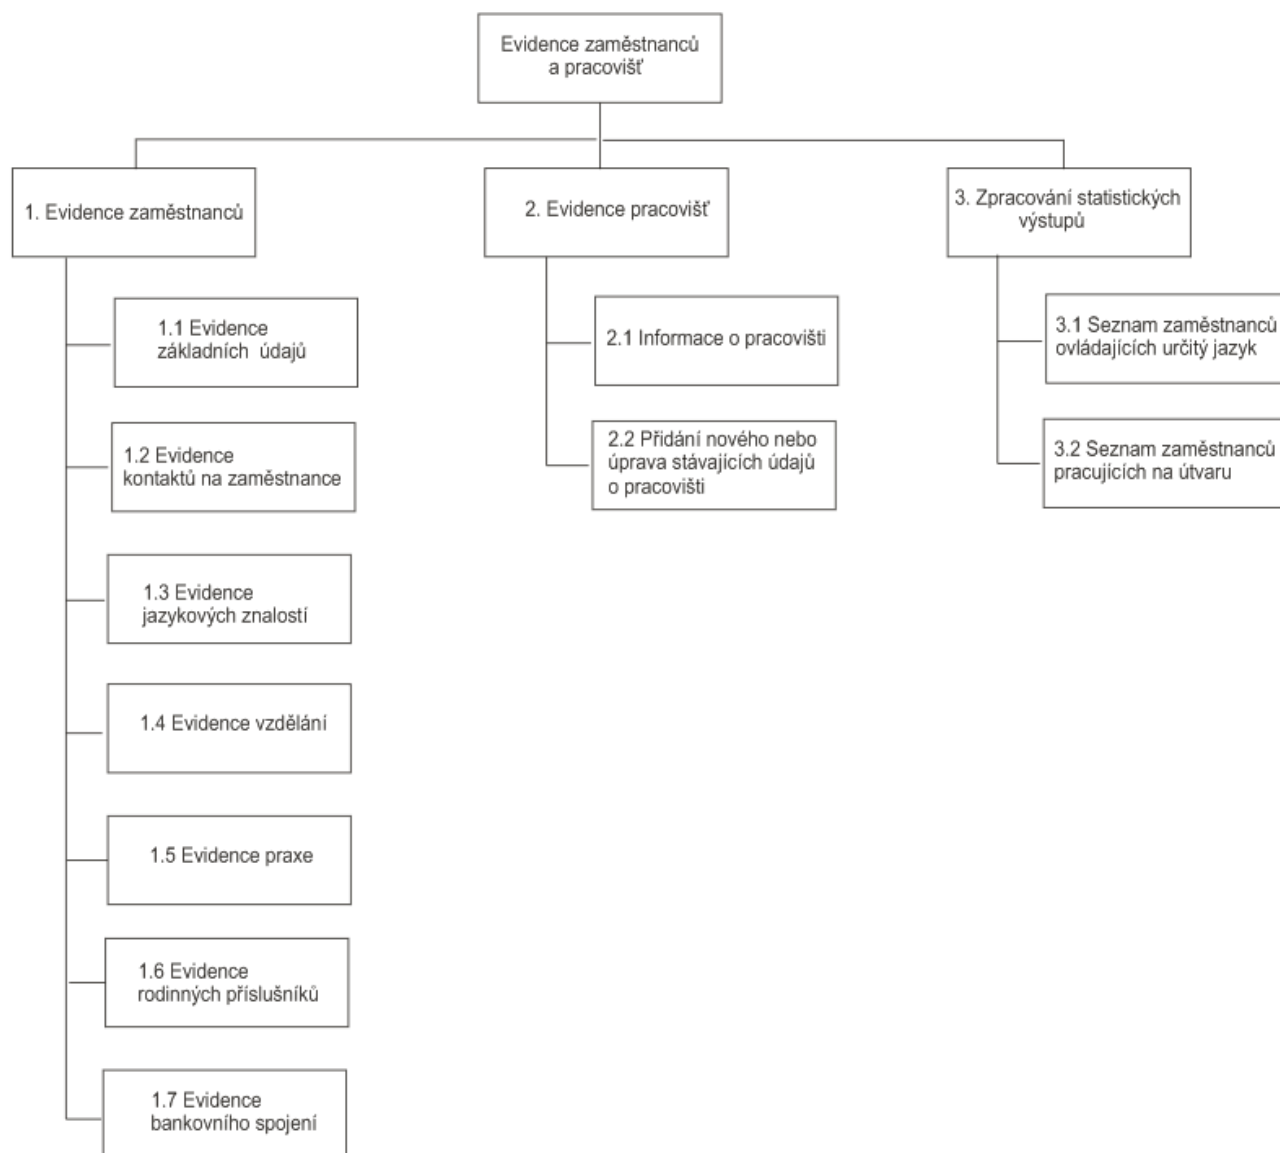 Evidence zaměstnanců
a pracovišť
1. Evidence zaměstnanců
2. Evidence pracovišť
3. Zpracování statistických
výstupů
1.1 Evidence
základních údajů
1.2 Evidence
kontaktů na zaměstnance
1.3 Evidence
jazykových znalostí
1.4 Evidence vzdělání
1.5 Evidence praxe
1.6 Evidence
rodinných příslušníků
1.7 Evidence
bankovního spojení
2.1 Informace o pracovišti
2.2 Přidání nového nebo
úprava stávajících údajů
o pracovišti
3.1 Seznam zaměstnanců
ovládajících určitý jazyk
3.2 Seznam zaměstnanců
pracujících na útvaru